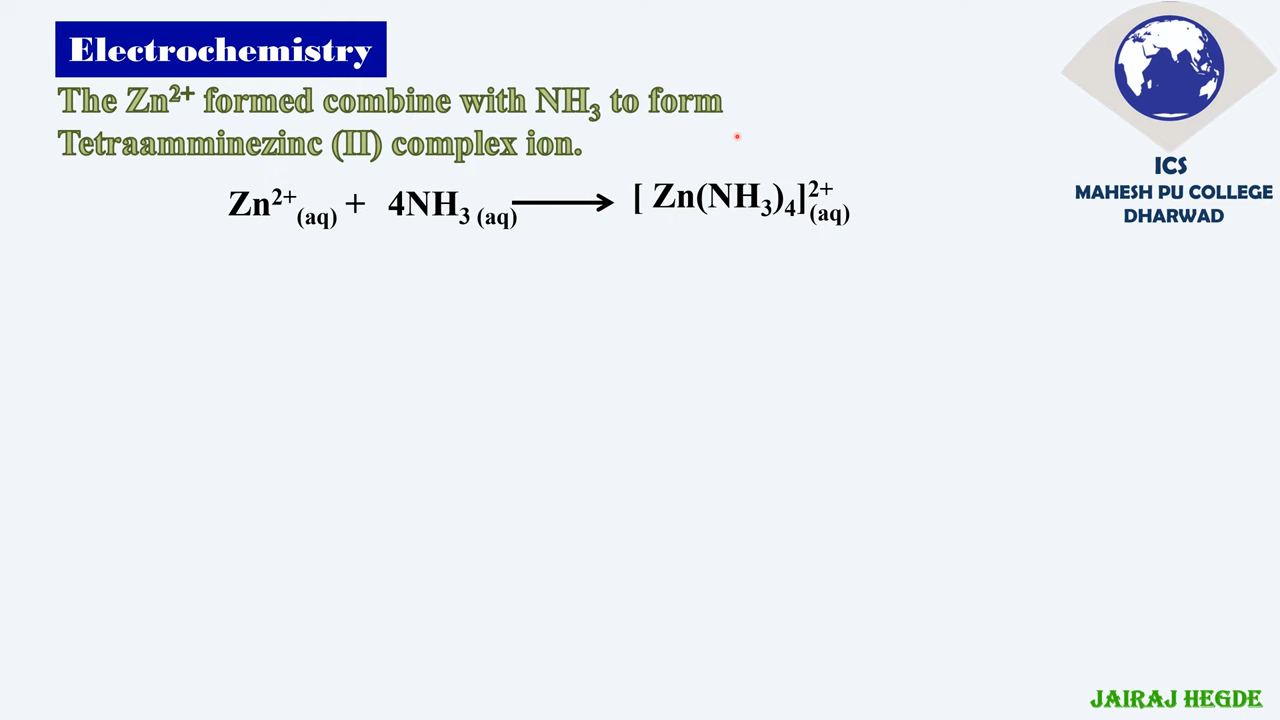 Electrochemistry
The Zn²⁺ formed combine with NH₃ to form
Tetraamminezinc (II) complex ion.
Zn²⁺₍aq₎ + 4NH₃ ₍aq₎ ⟶ [ Zn(NH₃)₄]²⁺₍aq₎
ICS
MAHESH PU COLLEGE
DHARWAD
JAIRAJ HEGDE